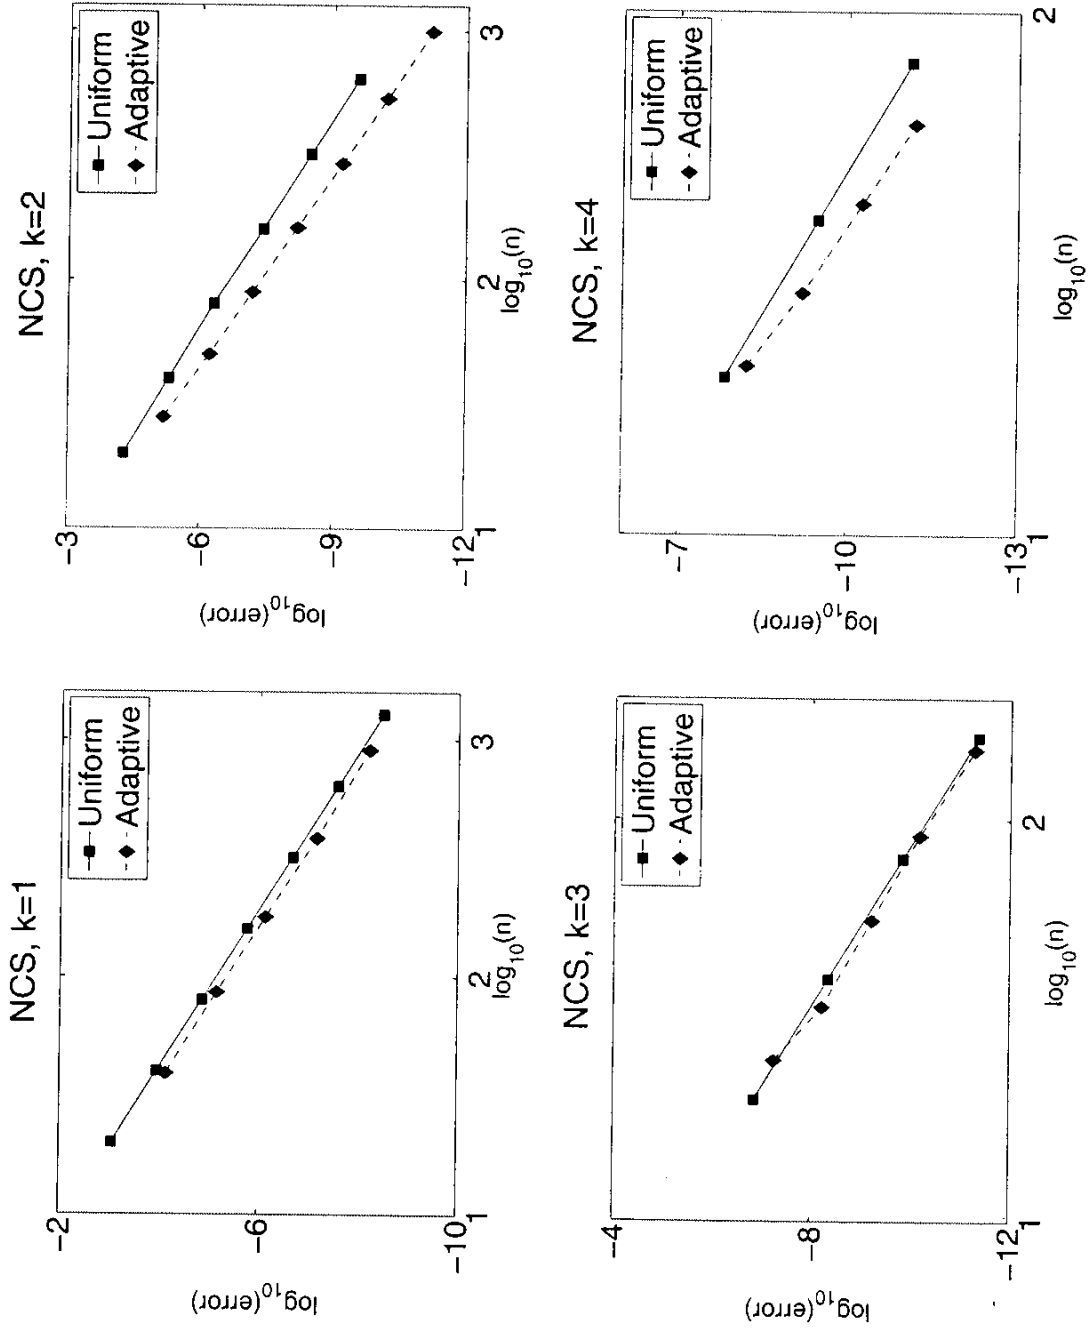 NCS, k=1
Uniform
Adaptive
log10(error)
−2
−6
−10
2
3
log10(n)
NCS, k=2
Uniform
Adaptive
log10(error)
−3
−6
−9
−12
1
2
3
log10(n)
NCS, k=3
Uniform
Adaptive
log10(error)
−4
−8
−12
1
2
log10(n)
NCS, k=4
Uniform
Adaptive
log10(error)
−7
−10
−13
1
2
log10(n)